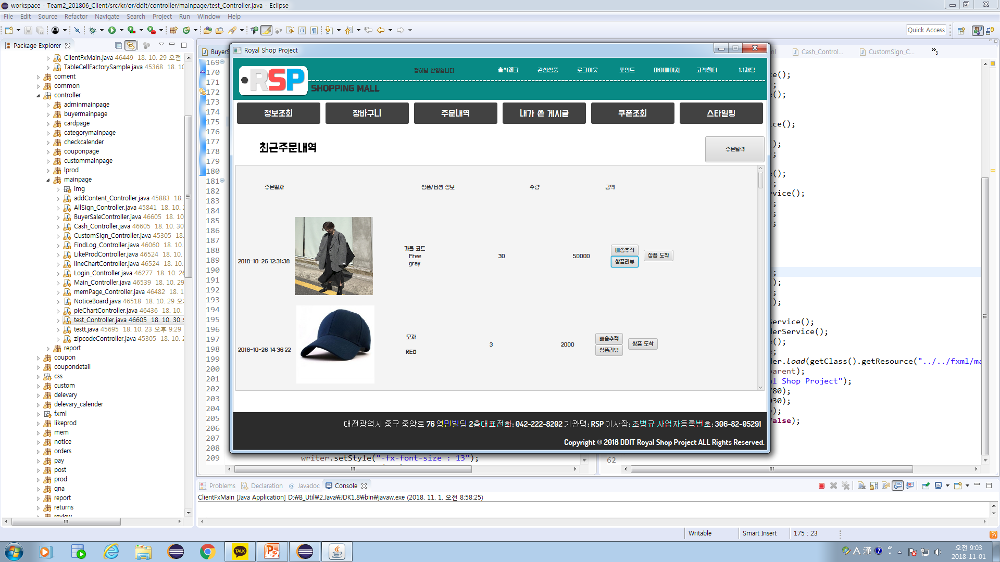 workspace - Team2_201806_Client/src/kr/or/ddit/controller/mainpage/test_Controller.java - Eclipse
File Edit Source Refactor Navigate Search Project Run Window Help
Quick Access
Package Explorer
ClientFxMain.java 46449 18. 10. 29 오전
TableCellFactorySample.java 45368 18. 10
coment
common
controller
adminmainpage
buyermainpage
cardpage
categorymainpage
checkcalender
couponpage
custommainpage
lprod
mainpage
img
addContent_Controller.java 45883 18.
AllSign_Controller.java 45841 18. 10.
BuyerSaleController.java 46605 18. 10
Cash_Controller.java 46605 18. 10. 30
CustomSign_Controller.java 45305 18.
FindLog_Controller.java 46060 18. 10.
LikeProdController.java 46524 18. 10.
lineChartController.java 46524 18. 10.
Login_Controller.java 46277 18. 10. 26
Main_Controller.java 46539 18. 10. 29
memPage_Controller.java 46482 18. 1
NoticeBoard.java 46518 18. 10. 29 오
pieChartController.java 46436 18. 10.
test_Controller.java 46605 18. 10. 30
testt.java 45695 18. 10. 23 오후 9:29
zipcodeController.java 45305 18. 10.
report
coupon
coupondetail
css
custom
delevary
delevary_calender
fxml
likeprod
mem
notice
orders
pay
post
prod
qna
report
returns
review
BuyerS
Cash_Control...
CustomSign_C...
3
169
170
171
172
173
174
175
176
177
178
179
180
181
182
183
184
185
186
187
188
189
190
191
192
193
194
195
196
197
198
199
200
201
202
203
204
205
206
207
208
209
writer.setStyle("-fx-font-size : 13");
Royal Shop Project
RSP
SHOPPING MALL
정하님 환영합니다
출석체크 관심상품 로그아웃 포인트 마이페이지 고객센터 1:1채팅
정보조회 장바구니 주문내역 내가 쓴 게시글 쿠폰조회 스타일링
최근주문내역
주문달력
주문일자 상품/옵션 정보 수량 금액
2018-10-26 12:31:38
가을 코트
Free
gray
30
50000
배송추적
상품리뷰
상품 도착
2018-10-26 14:36:22
모자
RED
3
2000
배송추적
상품리뷰
상품 도착
대전광역시 중구 중앙로 76 영민빌딩 2층대표전화: 042-222-8202 기관명: RSP 이사장: 조병규 사업자등록번호: 306-82-05291
Copyright © 2018 DDIT Royal Shop Project ALL Rights Reserved.
ce();
;
e();
ce();
();
;
e();
;
vice();
;
;
;
;
();
;
();
ervice();
derService();
e();
;
der.load(getClass().getResource("../../fxml/ma
parent);
al Shop Project");
780);
030);
e);
false);
62
Problems Declaration Javadoc Console
ClientFxMain [Java Application] D:\B_Util\2.Java\JDK1.8\bin\javaw.exe (2018. 11. 1. 오전 8:58:25)
Writable Smart Insert 175 : 23
TALK
A 漢
오전 9:03
2018-11-01